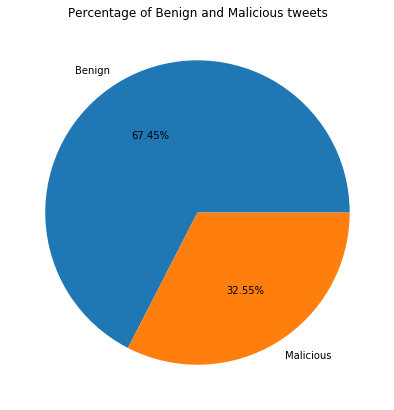 Percentage of Benign and Malicious tweets
Benign
67.45%
32.55%
Malicious